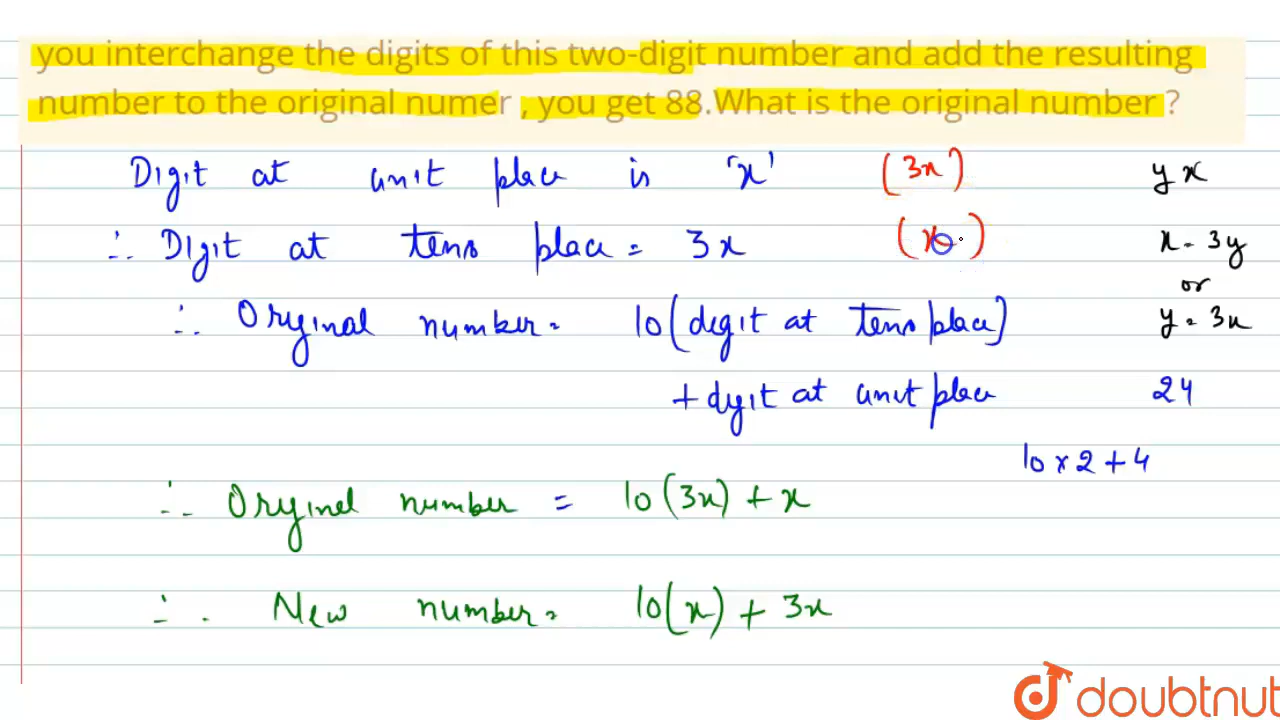 you interchange the digits of this two-digit number and add the resulting
number to the original numer , you get 88.What is the original number ?
Digit at unit place is 'x' (3x) y x
∴ Digit at tens place = 3x (x) x = 3y
or
∴ Original number = 10(digit at tens place) y = 3x
+ digit at unit place 24
10 × 2 + 4
∴ Original number = 10(3x) + x
∴ New number = 10(x) + 3x
doubtnut